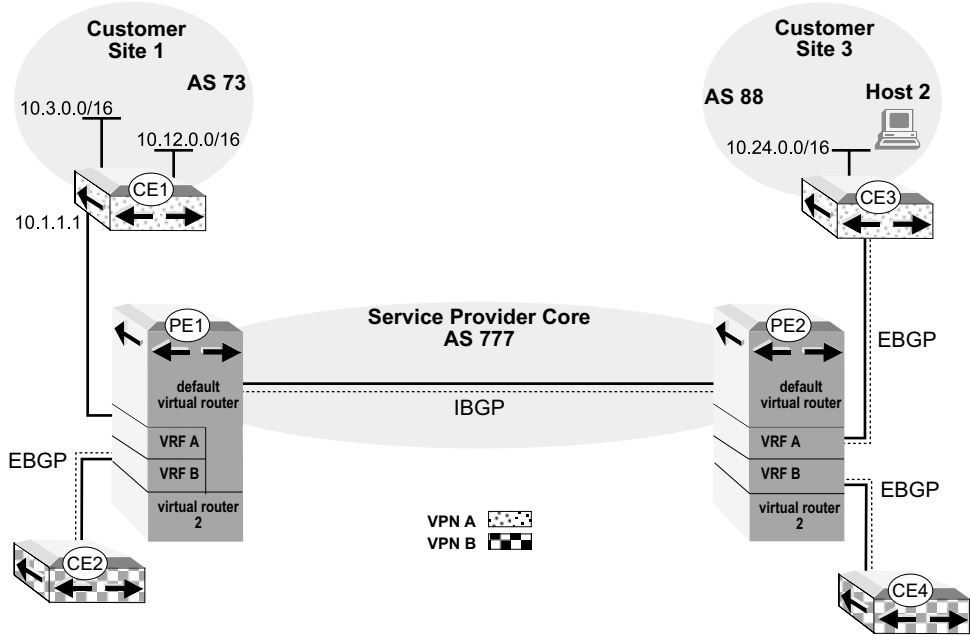 Customer
Site 1
AS 73
10.3.0.0/16
10.12.0.0/16
CE1
10.1.1.1
Customer
Site 3
AS 88
Host 2
10.24.0.0/16
CE3
Service Provider Core
AS 777
PE1
default
virtual router
VRF A
VRF B
virtual router
2
IBGP
PE2
default
virtual router
VRF A
VRF B
virtual router
2
EBGP
EBGP
EBGP
CE2
VPN A
VPN B
CE4